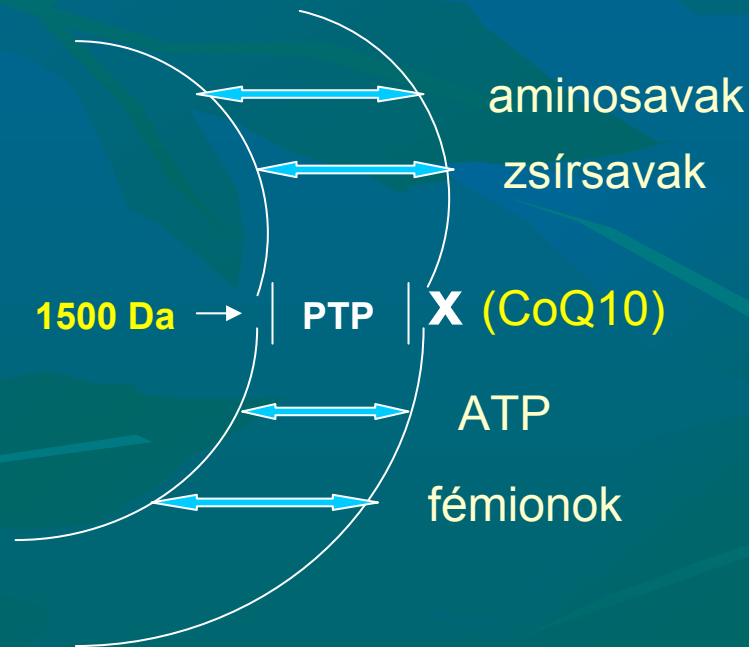 aminosavak
zsírsavak
1500 Da → | PTP | X (CoQ10)
ATP
fémionok